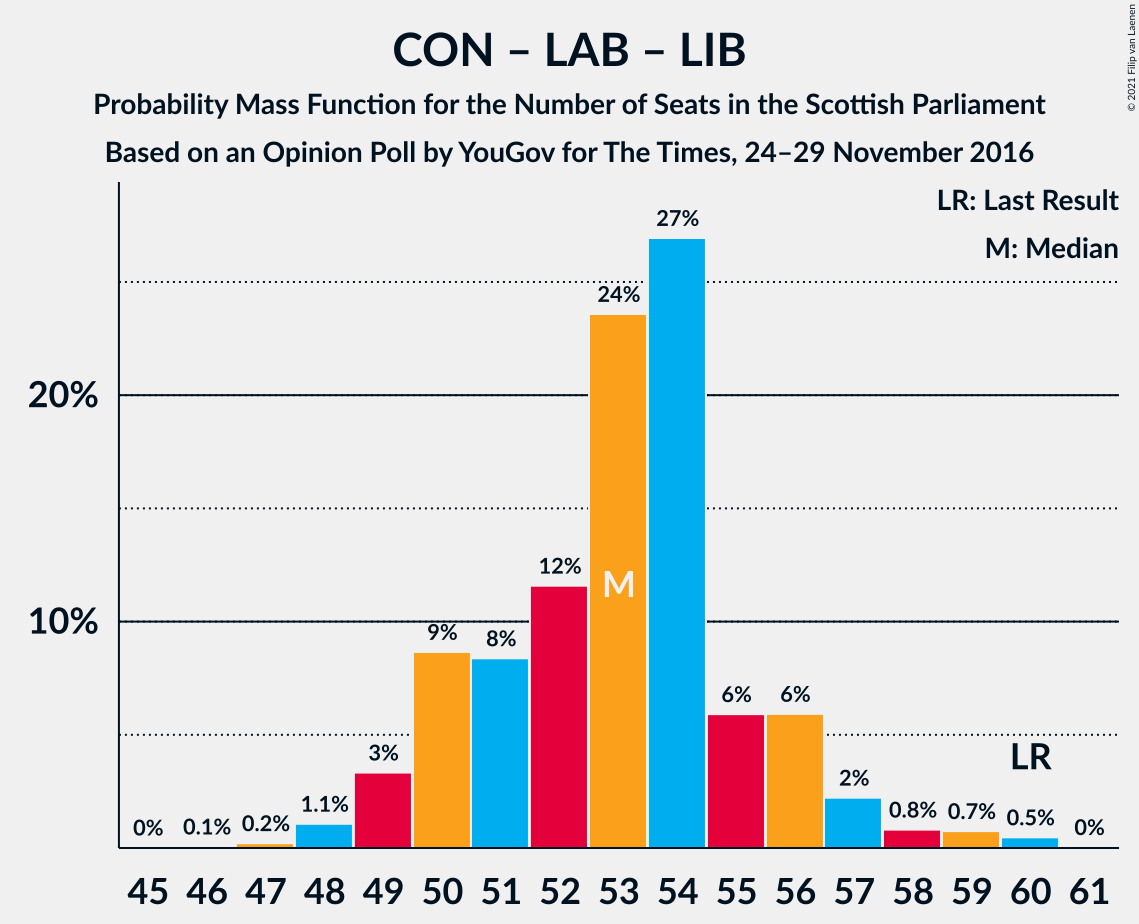 CON – LAB – LIB
Probability Mass Function for the Number of Seats in the Scottish Parliament
Based on an Opinion Poll by YouGov for The Times, 24–29 November 2016
© 2021 Filip van Laenen
LR: Last Result
M: Median
20%
10%
0%
0.1%
0.2%
1.1%
3%
9%
8%
12%
24%
27%
6%
6%
2%
0.8%
0.7%
0.5%
0%
M
LR
45 46 47 48 49 50 51 52 53 54 55 56 57 58 59 60 61